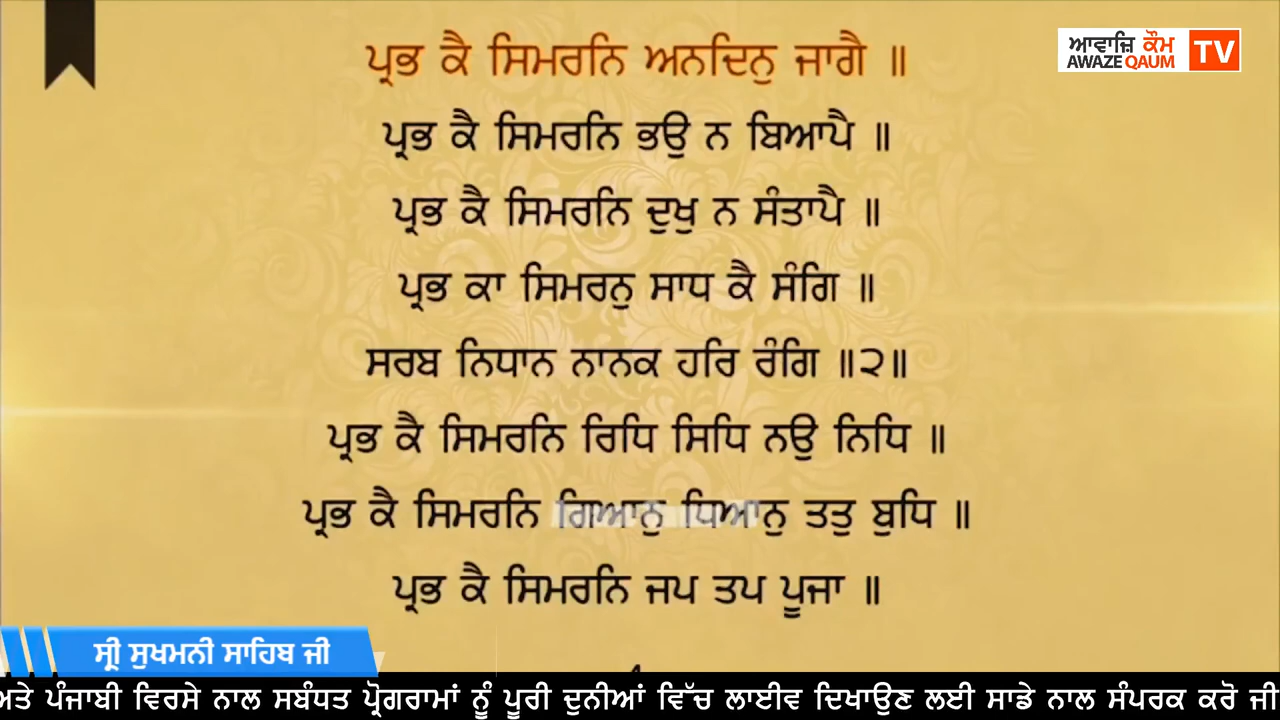 ਪ੍ਰਭ ਕੈ ਸਿਮਰਨਿ ਅਨਦਿਨੁ ਜਾਗੈ ॥
ਆਵਾਜ਼ਿ ਕੌਮ
AWAZE QAUM
TV
ਪ੍ਰਭ ਕੈ ਸਿਮਰਨਿ ਭਉ ਨ ਬਿਆਪੈ ॥
ਪ੍ਰਭ ਕੈ ਸਿਮਰਨਿ ਦੁਖੁ ਨ ਸੰਤਾਪੈ ॥
ਪ੍ਰਭ ਕਾ ਸਿਮਰਨੁ ਸਾਧ ਕੈ ਸੰਗਿ ॥
ਸਰਬ ਨਿਧਾਨ ਨਾਨਕ ਹਰਿ ਰੰਗਿ ॥੨॥
ਪ੍ਰਭ ਕੈ ਸਿਮਰਨਿ ਰਿਧਿ ਸਿਧਿ ਨਉ ਨਿਧਿ ॥
ਪ੍ਰਭ ਕੈ ਸਿਮਰਨਿ ਗਿਆਨੁ ਧਿਆਨੁ ਤਤੁ ਬੁਧਿ ॥
ਪ੍ਰਭ ਕੈ ਸਿਮਰਨਿ ਜਪ ਤਪ ਪੂਜਾ ॥
ਸ੍ਰੀ ਸੁਖਮਨੀ ਸਾਹਿਬ ਜੀ
ਅਤੇ ਪੰਜਾਬੀ ਵਿਰਸੇ ਨਾਲ ਸਬੰਧਤ ਪ੍ਰੋਗਰਾਮਾਂ ਨੂੰ ਪੂਰੀ ਦੁਨੀਆਂ ਵਿੱਚ ਲਾਈਵ ਦਿਖਾਉਣ ਲਈ ਸਾਡੇ ਨਾਲ ਸੰਪਰਕ ਕਰੋ ਜੀ